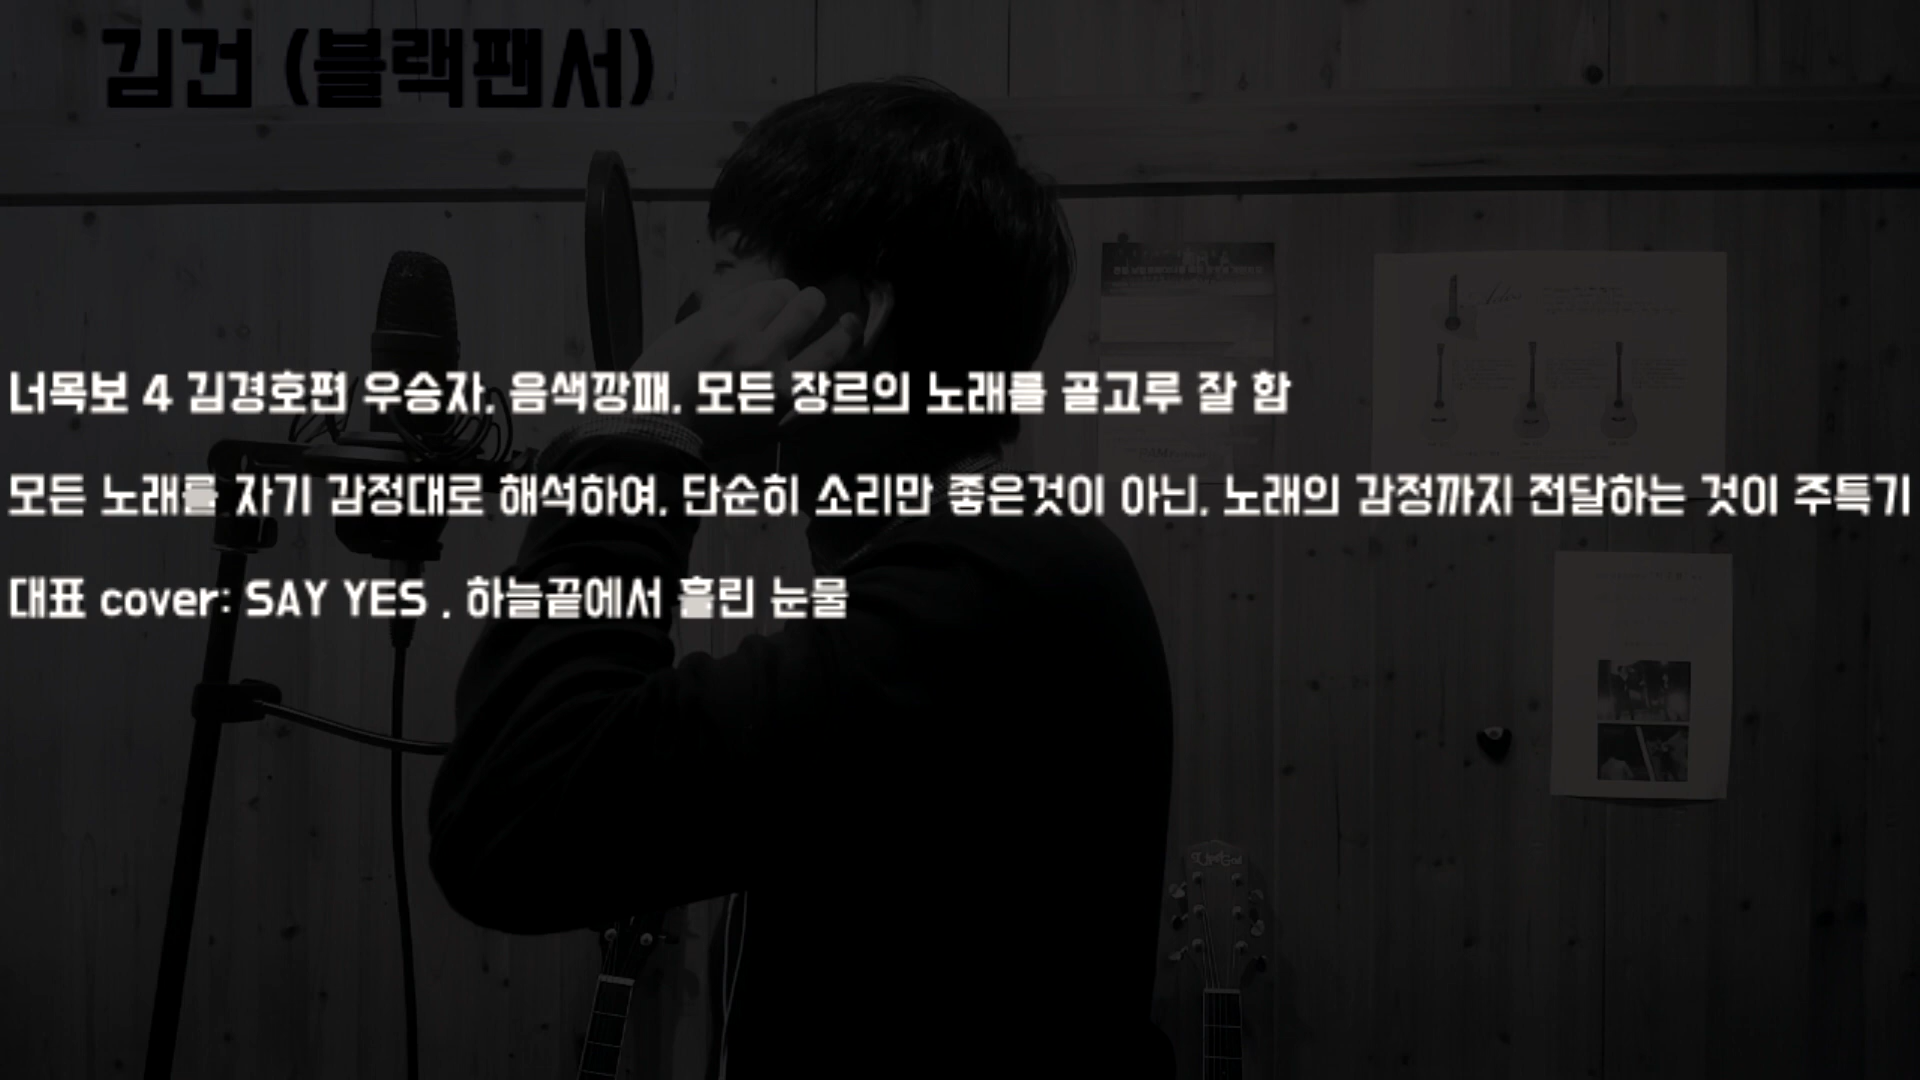 김건 (블랙팬서)
너목보 4 김경호편 우승자. 음색깡패. 모든 장르의 노래를 골고루 잘 함
모든 노래를 자기 감정대로 해석하여. 단순히 소리만 좋은것이 아닌. 노래의 감정까지 전달하는 것이 주특기
대표 cover: SAY YES . 하늘끝에서 흘린 눈물